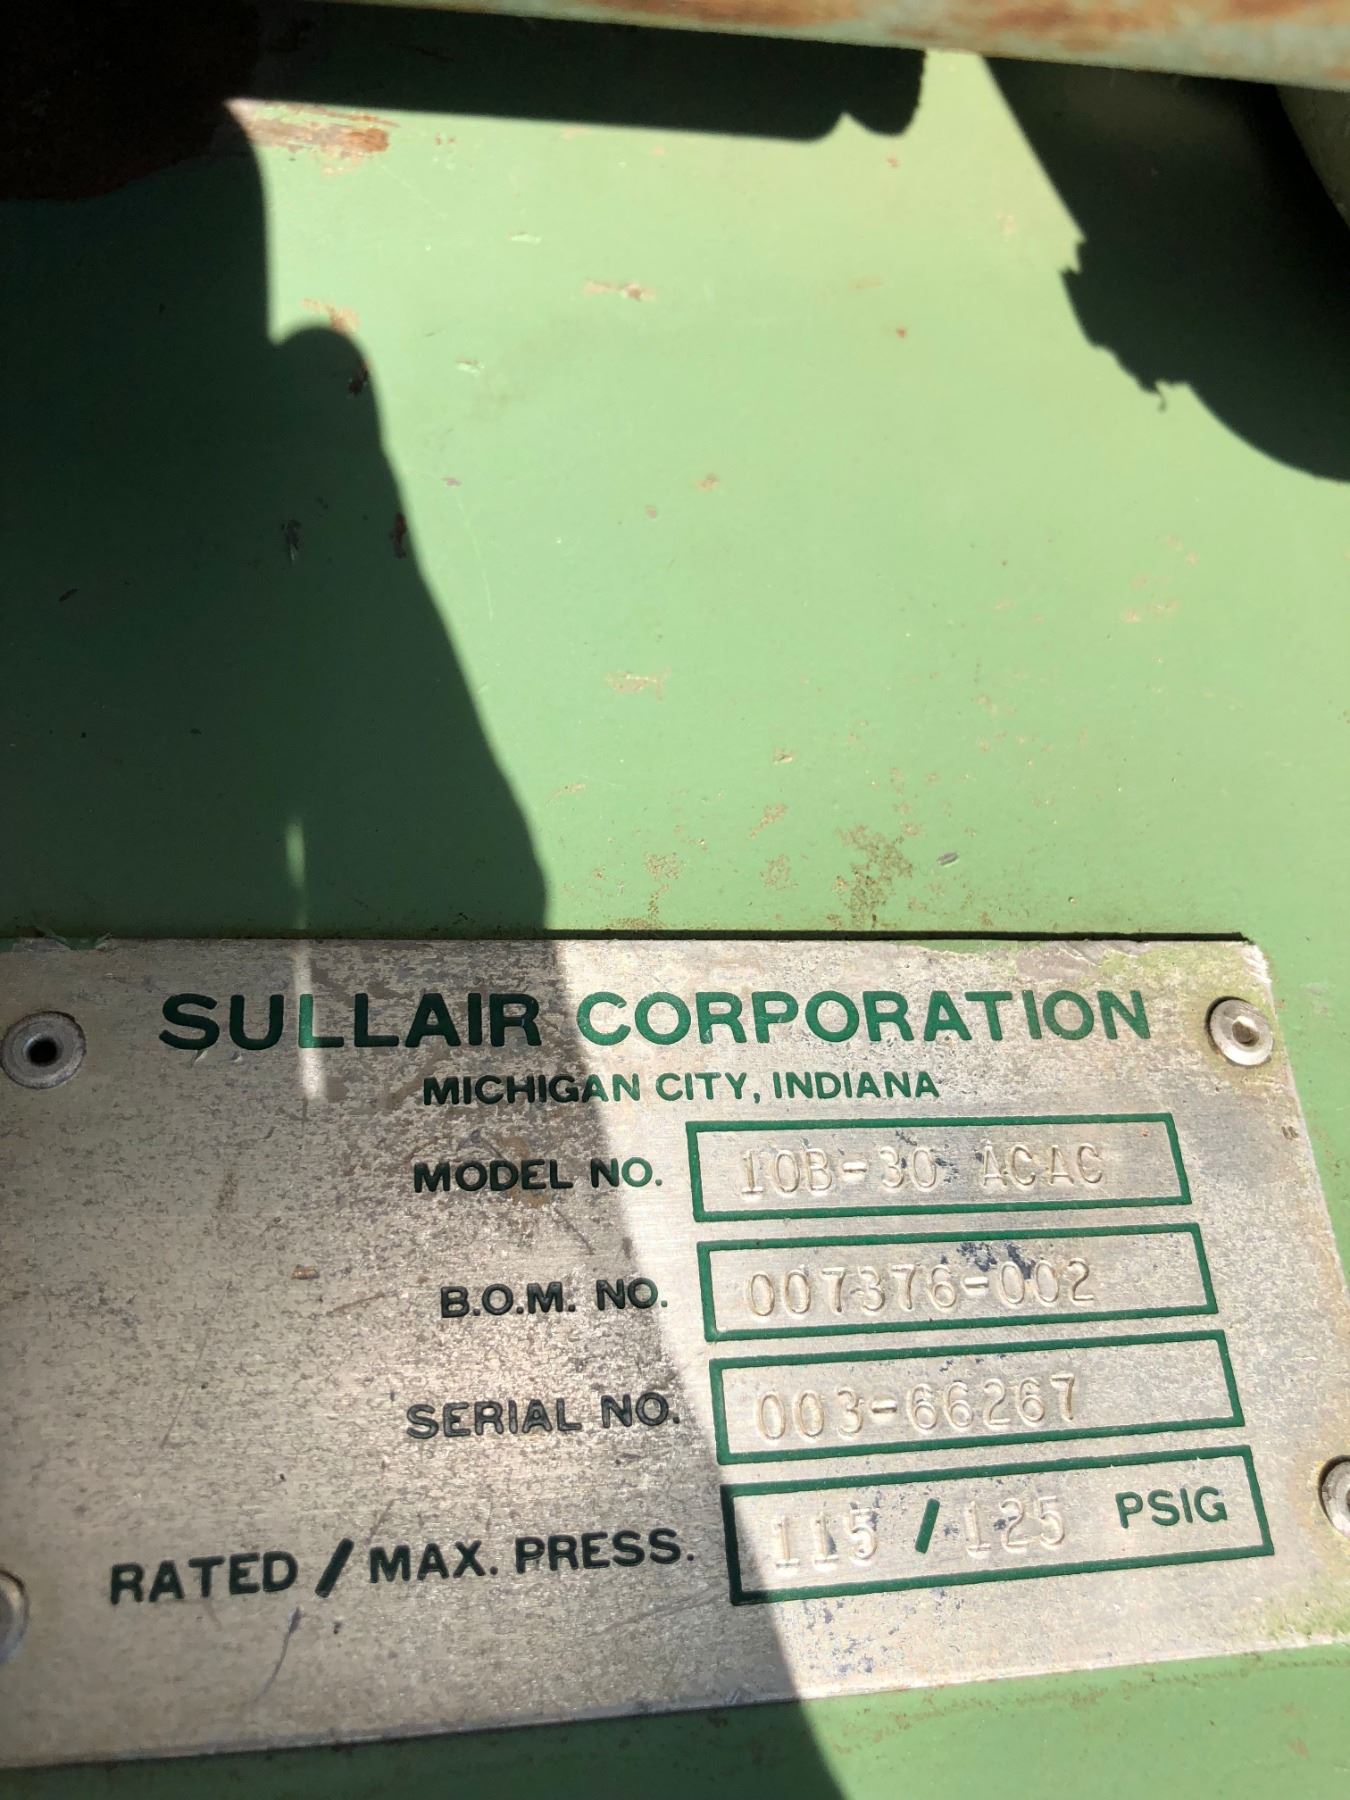 SULLAIR CORPORATION
MICHIGAN CITY, INDIANA
MODEL NO. 10B-30 ACAC
B.O.M. NO. 007376-002
SERIAL NO. 003-66267
RATED / MAX. PRESS. 115 / 125 PSIG